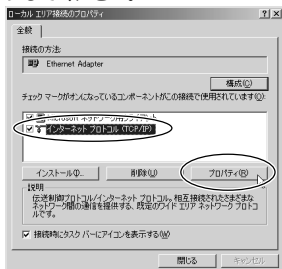 ローカル エリア接続のプロパティ
全般
接続の方法:
Ethernet Adapter
構成(C)
チェック マークがオンになっているコンポーネントがこの接続で使用されています(O):
Microsoft ネットワーク用
インターネット プロトコル (TCP/IP)
インストール(I)...
削除(U)
プロパティ(R)
説明
伝送制御プロトコル/インターネット プロトコル。相互接続されたさまざまな
ネットワーク間の通信を提供する、既定のワイド エリア ネットワーク プロトコ
ルです。
接続時にタスク バーにアイコンを表示する(W)
閉じる
キャンセル